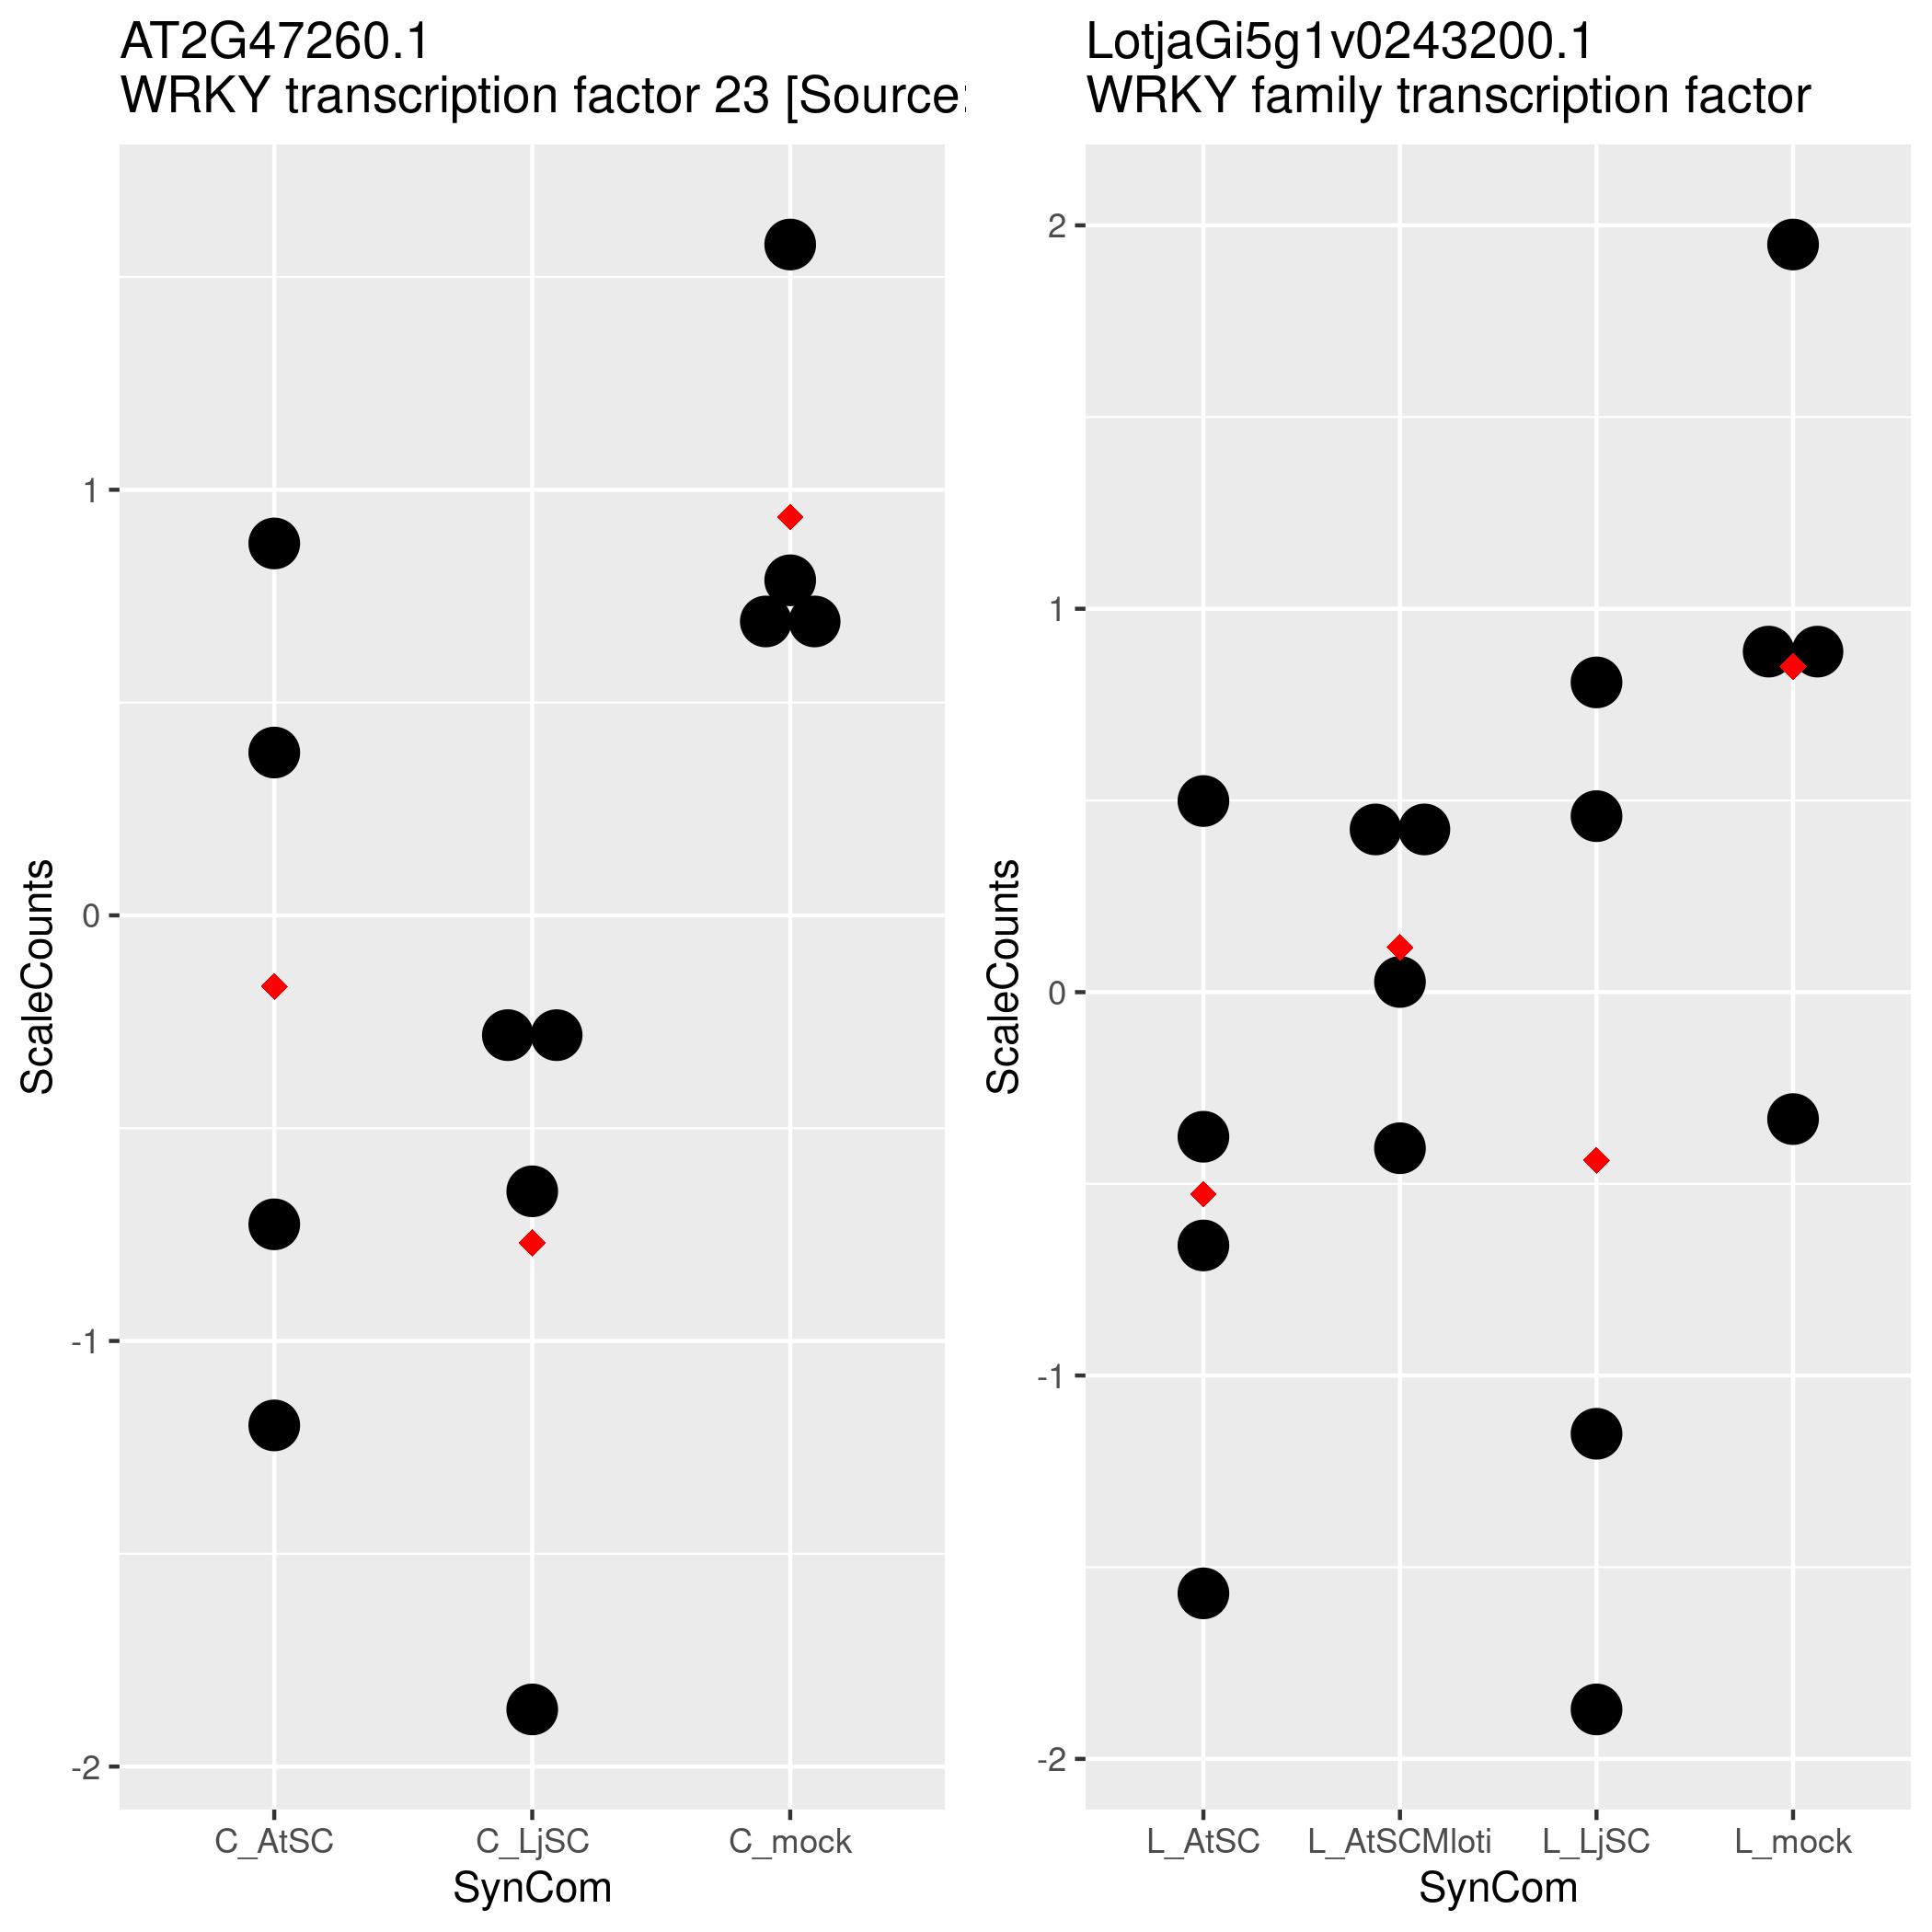 AT2G47260.1
WRKY transcription factor 23 [Source:
ScaleCounts
1
0
-1
-2
C_AtSC
C_LjSC
C_mock
SynCom
LotjaGi5g1v0243200.1
WRKY family transcription factor
ScaleCounts
2
1
0
-1
-2
L_AtSC
L_AtSCMloti
L_LjSC
L_mock
SynCom